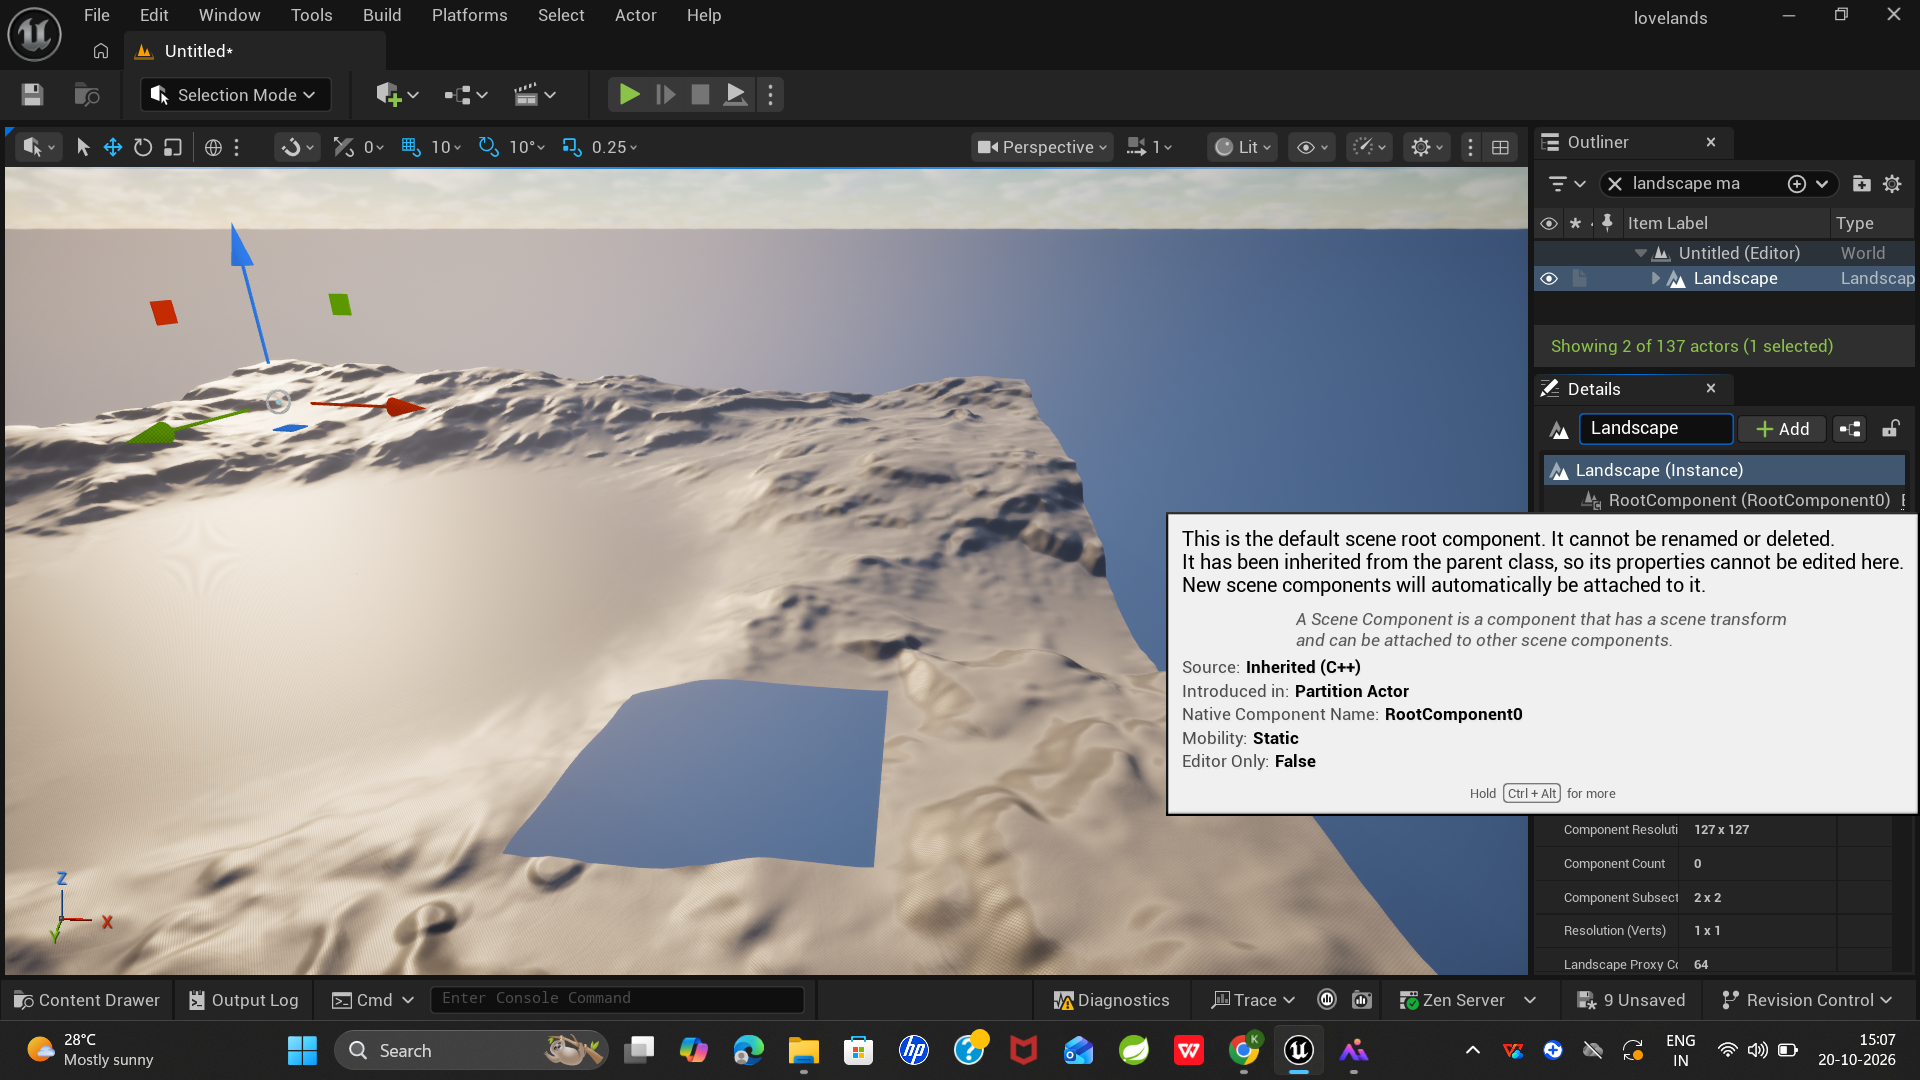 File Edit Window Tools Build Platforms Select Actor Help
lovelands
Untitled*
Selection Mode
0 10 10° 0.25
Perspective 1 Lit
Outliner
landscape ma
Item Label Type
Untitled (Editor) World
Landscape Landscap
Showing 2 of 137 actors (1 selected)
Details
Landscape Add
Landscape (Instance)
RootComponent (RootComponent0)
This is the default scene root component. It cannot be renamed or deleted.
It has been inherited from the parent class, so its properties cannot be edited here.
New scene components will automatically be attached to it.
A Scene Component is a component that has a scene transform
and can be attached to other scene components.
Source: Inherited (C++)
Introduced in: Partition Actor
Native Component Name: RootComponent0
Mobility: Static
Editor Only: False
Hold Ctrl + Alt for more
Component Resoluti 127 x 127
Component Count 0
Component Subsect 2 x 2
Resolution (Verts) 1 x 1
Landscape Proxy Co 64
Z
X
Y
Content Drawer Output Log Cmd Enter Console Command Diagnostics Trace Zen Server 9 Unsaved Revision Control
28°C
Mostly sunny
Search
hp
K
ENG
IN
15:07
20-10-2026